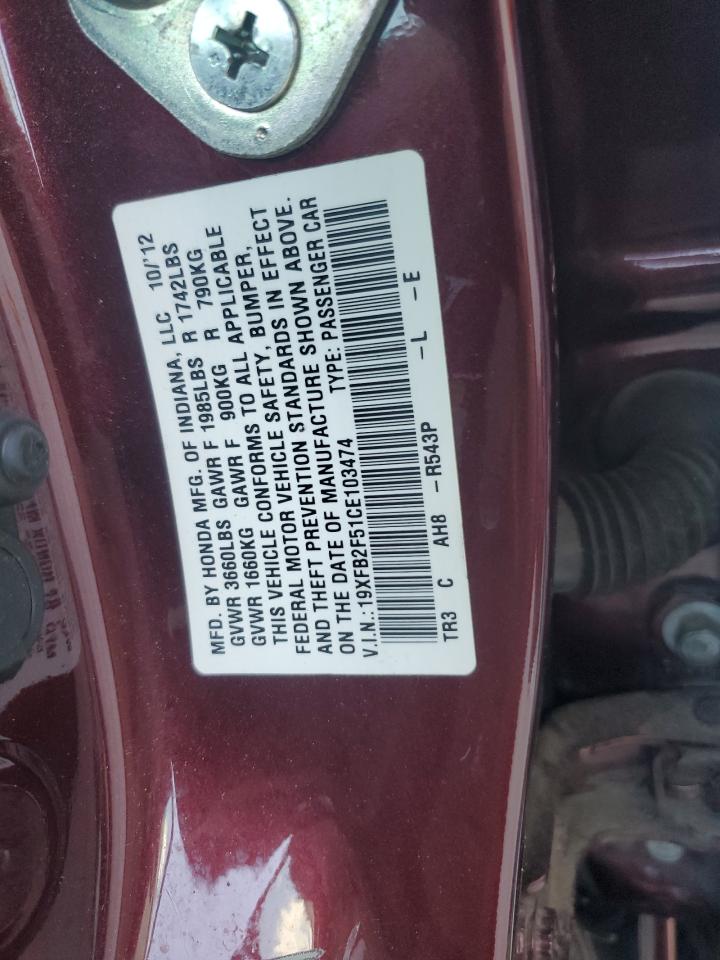 MFD. BY HONDA MFG. OF INDIANA, LLC 10/'12
GVWR 3660LBS GAWR F 1985LBS R 1742LBS
GVWR 1660KG GAWR F 900KG R 790KG
THIS VEHICLE CONFORMS TO ALL APPLICABLE
FEDERAL MOTOR VEHICLE SAFETY, BUMPER,
AND THEFT PREVENTION STANDARDS IN EFFECT
ON THE DATE OF MANUFACTURE SHOWN ABOVE.
V.I.N.: 19XFB2F51CE103474 TYPE: PASSENGER CAR
TR3 C AH8 -R543P -L -E